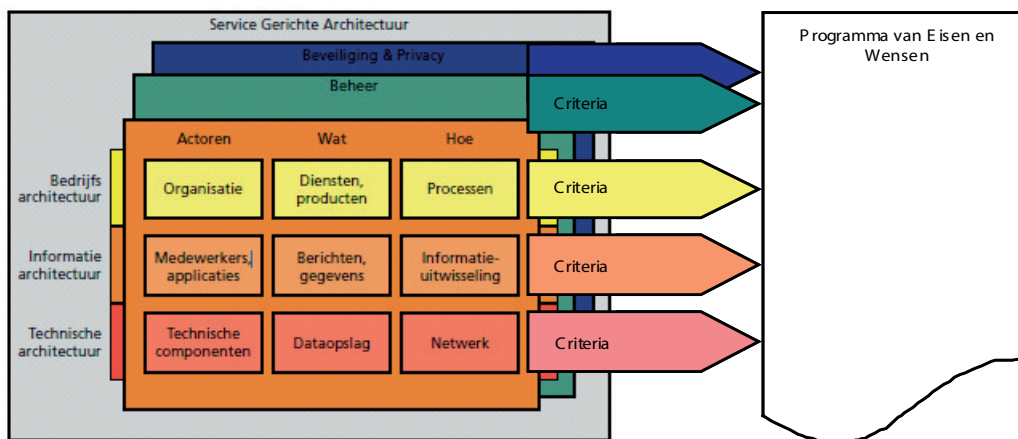 Service Gerichte Architectuur
Beveiliging & Privacy
Beheer
Actoren
Wat
Hoe
Bedrijfs
architectuur
Organisatie
Diensten,
producten
Processen
Informatie
architectuur
Medewerkers,
applicaties
Berichten,
gegevens
Informatie-
uitwisseling
Technische
architectuur
Technische
componenten
Dataopslag
Netwerk
Criteria
Criteria
Criteria
Criteria
Programma van Eisen en
Wensen